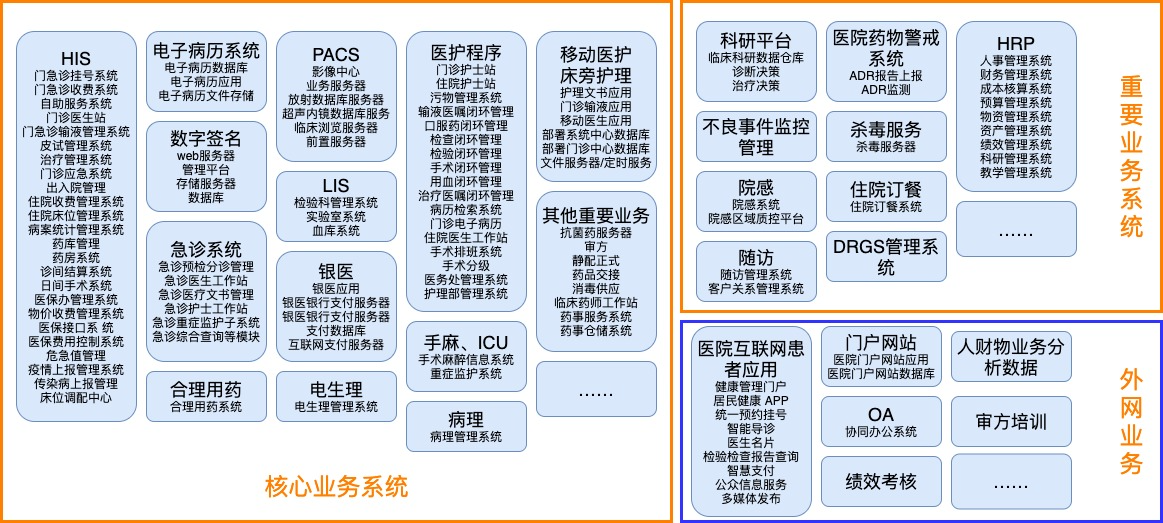 HIS
门急诊挂号系统
门急诊收费系统
自助服务系统
门诊医生站
门急诊输液管理系统
皮试管理系统
治疗管理系统
门诊应急系统
出入院管理
住院收费管理系统
住院床位管理系统
病案统计管理系统
药库管理
药房系统
诊间结算系统
日间手术系统
医保办管理系统
物价收费管理系统
医保接口系 统
医保费用控制系统
危急值管理
疫情上报管理系统
传染病上报管理
床位调配中心
电子病历系统
电子病历数据库
电子病历应用
电子病历文件存储
数字签名
web服务器
管理平台
存储服务器
数据库
急诊系统
急诊预检分诊管理
急诊医生工作站
急诊医疗文书管理
急诊护士工作站
急诊重症监护子系统
急诊综合查询等模块
合理用药
合理用药系统
PACS
影像中心
业务服务器
放射数据库服务器
超声内镜数据库服务
临床浏览服务器
前置服务器
LIS
检验科管理系统
实验室系统
血库系统
银医
银医应用
银医银行支付服务器
银医银行支付服务器
支付数据库
互联网支付服务器
电生理
电生理管理系统
医护程序
门诊护士站
住院护士站
污物管理系统
输液医嘱闭环管理
口服药闭环管理
检查闭环管理
检验闭环管理
手术闭环管理
用血闭环管理
治疗医嘱闭环管理
病历检索系统
门诊电子病历
住院医生工作站
手术排班系统
手术分级
医务处管理系统
护理部管理系统
手麻、ICU
手术麻醉信息系统
重症监护系统
病理
病理管理系统
移动医护
床旁护理
护理文书应用
门诊输液应用
移动医生应用
部署系统中心数据库
部署门诊中心数据库
文件服务器/定时服务
其他重要业务
抗菌药服务器
审方
静配正式
药品交接
消毒供应
临床药师工作站
药事服务系统
药事仓储系统
……
核心业务系统
科研平台
临床科研数据仓库
诊断决策
治疗决策
不良事件监控
管理
院感
院感系统
院感区域质控平台
随访
随访管理系统
客户关系管理系统
医院药物警戒
系统
ADR报告上报
ADR监测
杀毒服务
杀毒服务器
住院订餐
住院订餐系统
DRGS管理系
统
HRP
人事管理系统
财务管理系统
成本核算系统
预算管理系统
物资管理系统
资产管理系统
绩效管理系统
科研管理系统
教学管理系统
……
重要业务系统
医院互联网患
者应用
健康管理门户
居民健康 APP
统一预约挂号
智能导诊
医生名片
检验检查报告查询
智慧支付
公众信息服务
多媒体发布
门户网站
医院门户网站应用
医院门户网站数据库
OA
协同办公系统
绩效考核
人财物业务分
析数据
审方培训
……
外网业务